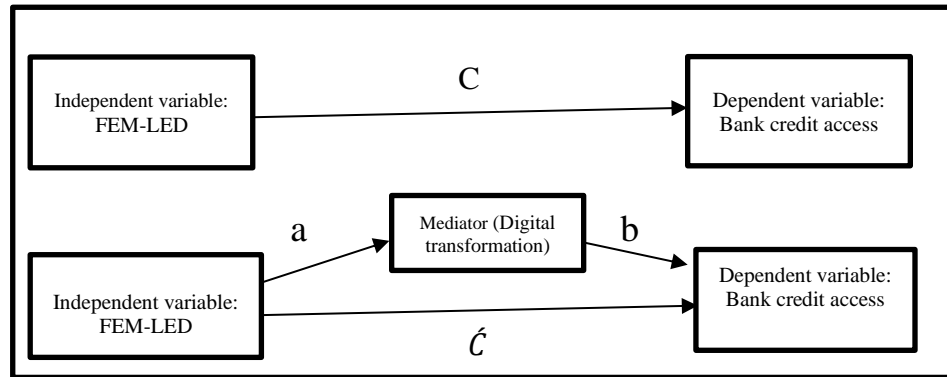 C
Independent variable:
FEM-LED
Dependent variable:
Bank credit access
a
Mediator (Digital
transformation)
b
Independent variable:
FEM-LED
Dependent variable:
Bank credit access
Ć